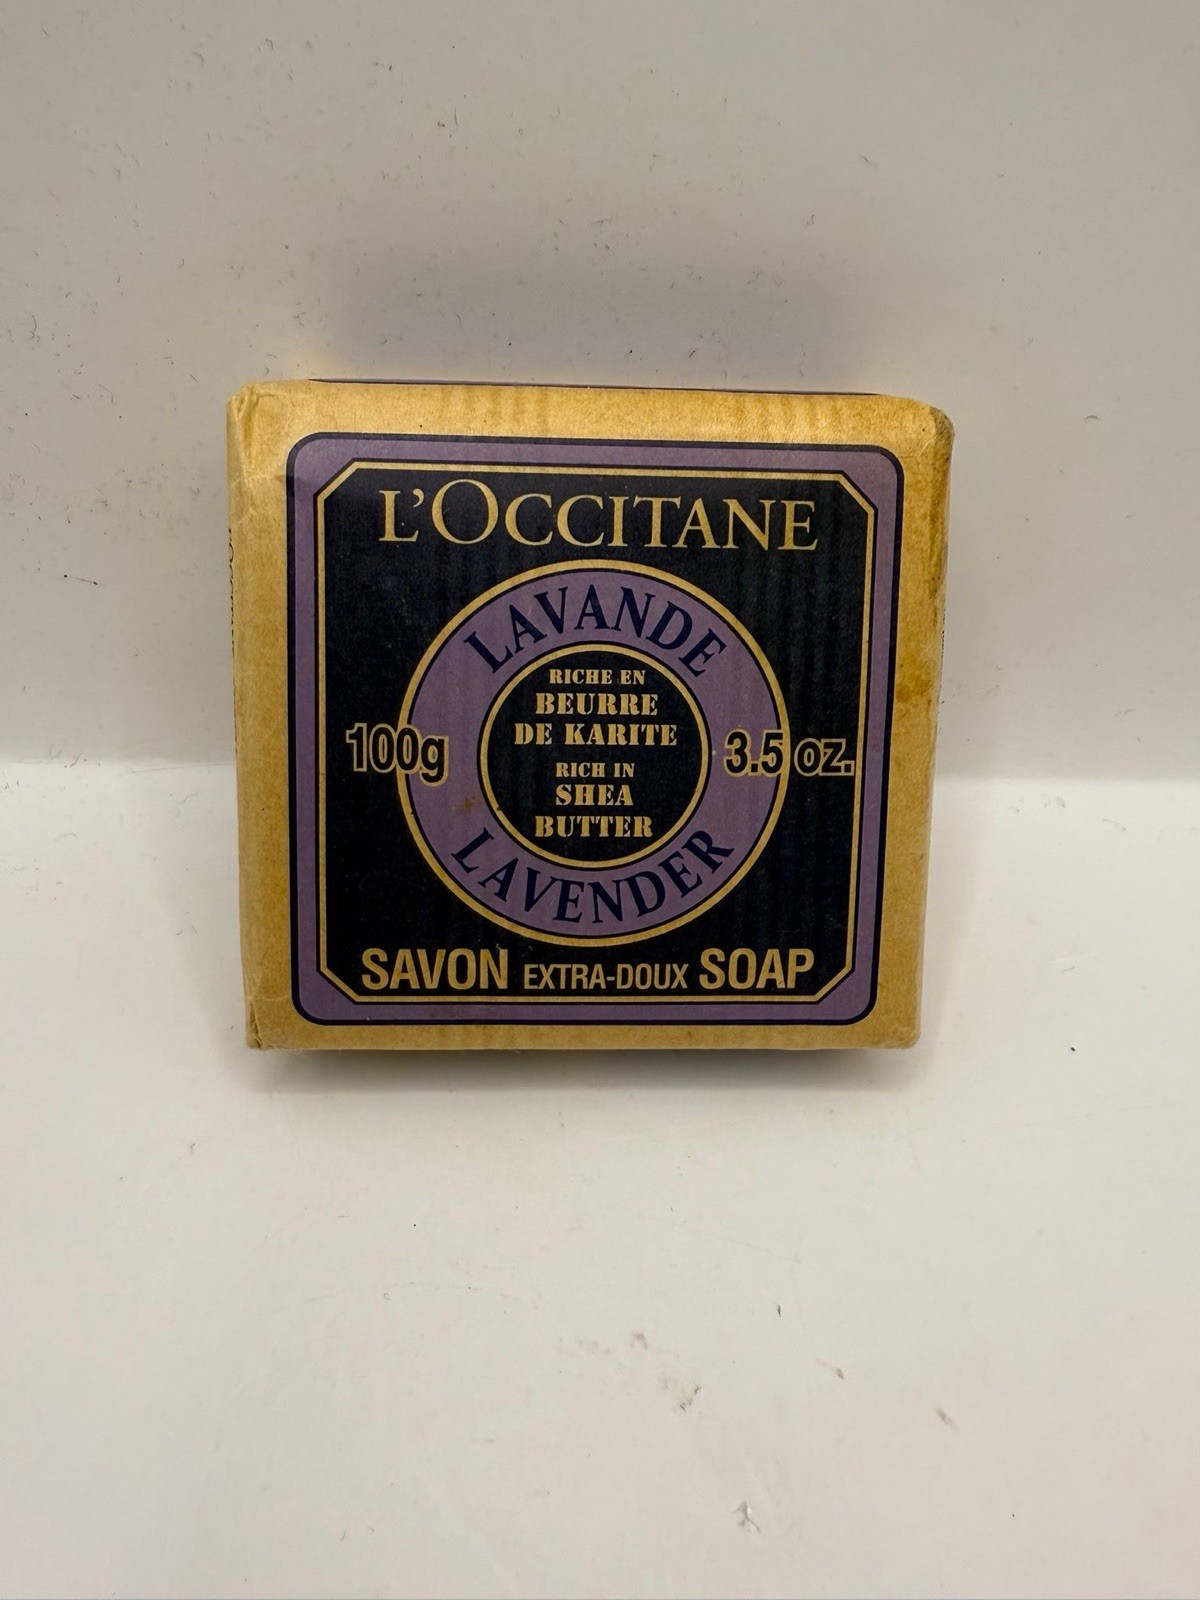 L'OCCITANE
LAVANDE
RICHE EN
BEURRE
DE KARITE
100g
3.5 oz.
RICH IN
SHEA
BUTTER
LAVENDER
SAVON EXTRA-DOUX SOAP